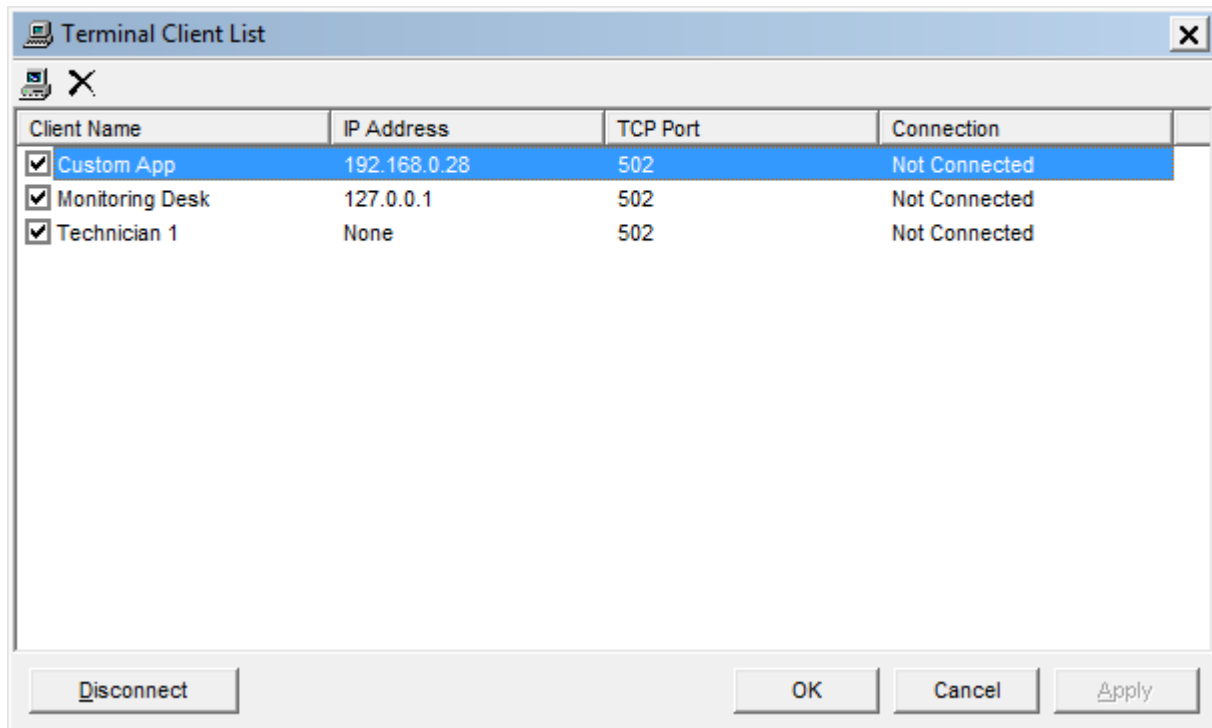 Terminal Client List
Client Name IP Address TCP Port Connection
Custom App 192.168.0.28 502 Not Connected
Monitoring Desk 127.0.0.1 502 Not Connected
Technician 1 None 502 Not Connected
Disconnect OK Cancel Apply